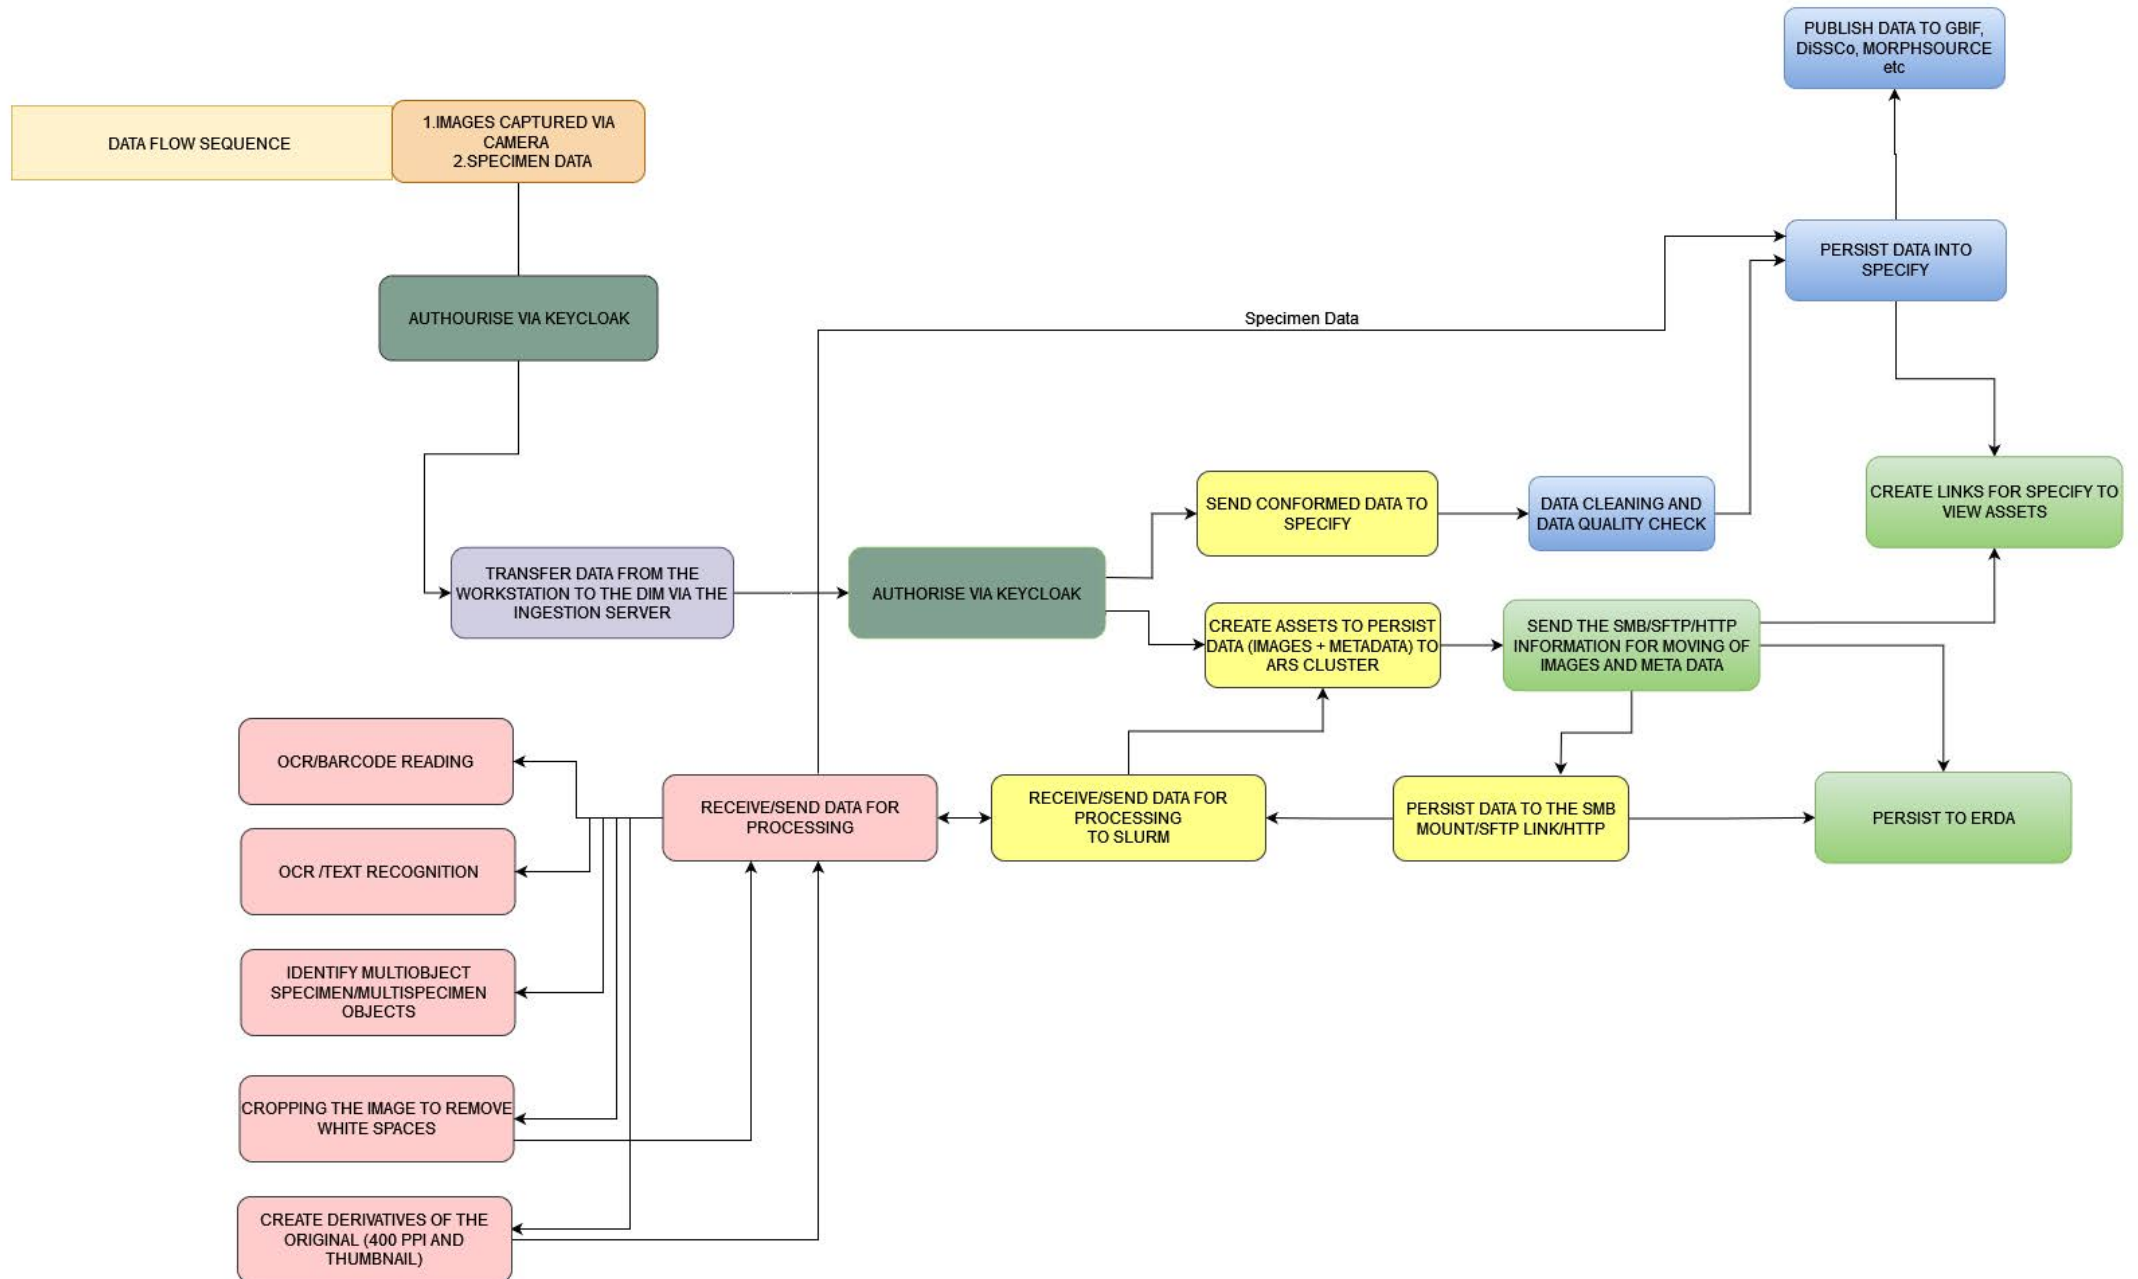 PUBLISH DATA TO GBIF,
DiSSCo, MORPHSOURCE
etc
DATA FLOW SEQUENCE
1.IMAGES CAPTURED VIA
CAMERA
2.SPECIMEN DATA
PERSIST DATA INTO
SPECIFY
AUTHOURISE VIA KEYCLOAK
Specimen Data
SEND CONFORMED DATA TO
SPECIFY
DATA CLEANING AND
DATA QUALITY CHECK
CREATE LINKS FOR SPECIFY TO
VIEW ASSETS
TRANSFER DATA FROM THE
WORKSTATION TO THE DIM VIA THE
INGESTION SERVER
AUTHORISE VIA KEYCLOAK
CREATE ASSETS TO PERSIST
DATA (IMAGES + METADATA) TO
ARS CLUSTER
SEND THE SMB/SFTP/HTTP
INFORMATION FOR MOVING OF
IMAGES AND META DATA
OCR/BARCODE READING
RECEIVE/SEND DATA FOR
PROCESSING
RECEIVE/SEND DATA FOR
PROCESSING
TO SLURM
PERSIST DATA TO THE SMB
MOUNT/SFTP LINK/HTTP
PERSIST TO ERDA
OCR /TEXT RECOGNITION
IDENTIFY MULTIOBJECT
SPECIMEN/MULTISPECIMEN
OBJECTS
CROPPING THE IMAGE TO REMOVE
WHITE SPACES
CREATE DERIVATIVES OF THE
ORIGINAL (400 PPI AND
THUMBNAIL)